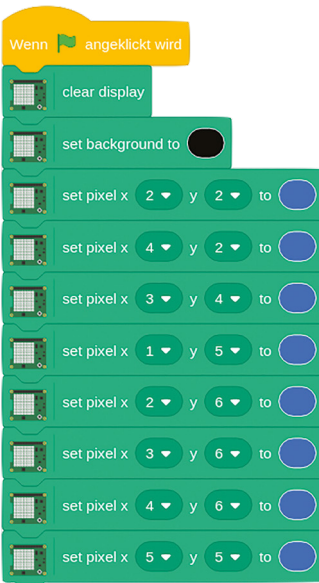 Wenn angeklickt wird
clear display
set background to
set pixel x 2 y 2 to
set pixel x 4 y 2 to
set pixel x 3 y 4 to
set pixel x 1 y 5 to
set pixel x 2 y 6 to
set pixel x 3 y 6 to
set pixel x 4 y 6 to
set pixel x 5 y 5 to